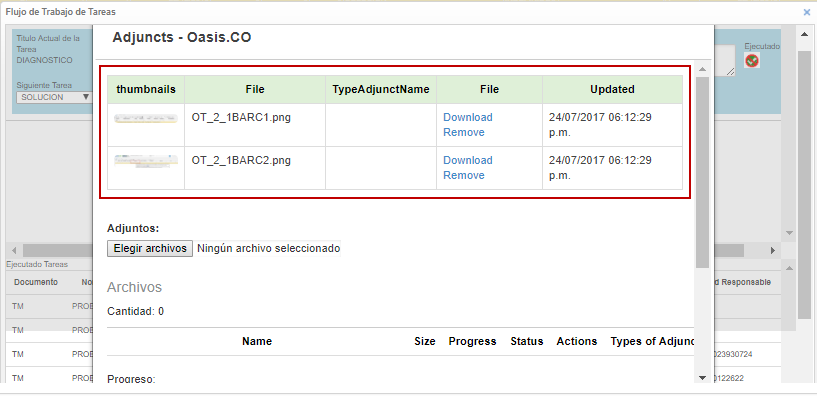 Flujo de Trabajo de Tareas
Adjuncts - Oasis.CO
Titulo Actual de la
Tarea
DIAGNOSTICO
Siguiente Tarea
SOLUCION
Ejecutado
thumbnails File TypeAdjunctName File Updated
OT_2_1BARC1.png Download 24/07/2017 06:12:29
Remove p.m.
OT_2_1BARC2.png Download 24/07/2017 06:12:29
Remove p.m.
Adjuntos:
Elegir archivos Ningún archivo seleccionado
Archivos
Cantidad: 0
Name Size Progress Status Actions Types of Adjunc
Progreso:
Ejecutado Tareas
Documento No d Responsable
TM PROE
TM PROE
TM PROE 023930724
TM PROE 0122622